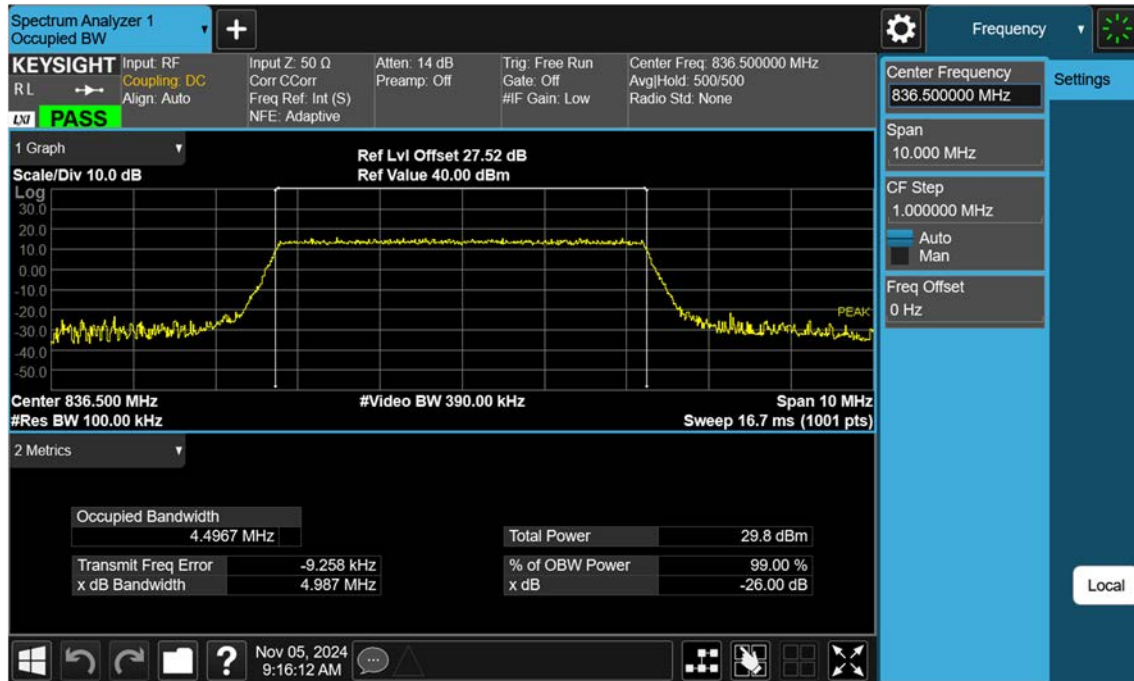 Spectrum Analyzer 1
Occupied BW
Frequency
KEYSIGHT
R L
LXI
PASS
Input: RF
Coupling: DC
Align: Auto
Input Z: 50 Ω
Corr CCorr
Freq Ref: Int (S)
NFE: Adaptive
Atten: 14 dB
Preamp: Off
Trig: Free Run
Gate: Off
#IF Gain: Low
Center Freq: 836.500000 MHz
Avg|Hold: 500/500
Radio Std: None
Center Frequency
836.500000 MHz
Span
10.000 MHz
CF Step
1.000000 MHz
Auto
Man
Freq Offset
0 Hz
Settings
Local
1 Graph
Scale/Div 10.0 dB
Ref Lvl Offset 27.52 dB
Ref Value 40.00 dBm
Log
30.0
20.0
10.0
0.00
-10.0
-20.0
-30.0
-40.0
-50.0
PEAK
Center 836.500 MHz
#Video BW 390.00 kHz
Span 10 MHz
#Res BW 100.00 kHz
Sweep 16.7 ms (1001 pts)
2 Metrics
Occupied Bandwidth
4.4967 MHz
Total Power 29.8 dBm
Transmit Freq Error -9.258 kHz
% of OBW Power 99.00 %
x dB Bandwidth 4.987 MHz
x dB -26.00 dB
?
Nov 05, 2024
9:16:12 AM